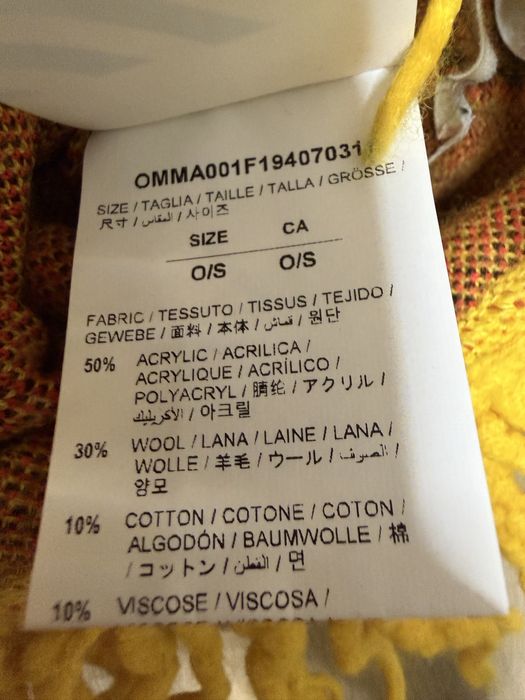 OMMA001F19407031
SIZE / TAGLIA / TAILLE / TALLA / GRÖSSE /
尺寸 / المقاس / 사이즈
SIZE CA
O/S O/S
FABRIC / TESSUTO / TISSUS / TEJIDO /
GEWEBE / 面料 / 本体 / قماش / 원단
50% ACRYLIC / ACRILICA /
ACRYLIQUE / ACRÍLICO /
POLYACRYL / 腈纶 / アクリル /
الأكريليك / 아크릴
30% WOOL / LANA / LAINE / LANA /
WOLLE / 羊毛 / ウール / الصوف /
양모
10% COTTON / COTONE / COTON /
ALGODÓN / BAUMWOLLE / 棉
/ コットン / القطن / 면
10% VISCOSE / VISCOSA /